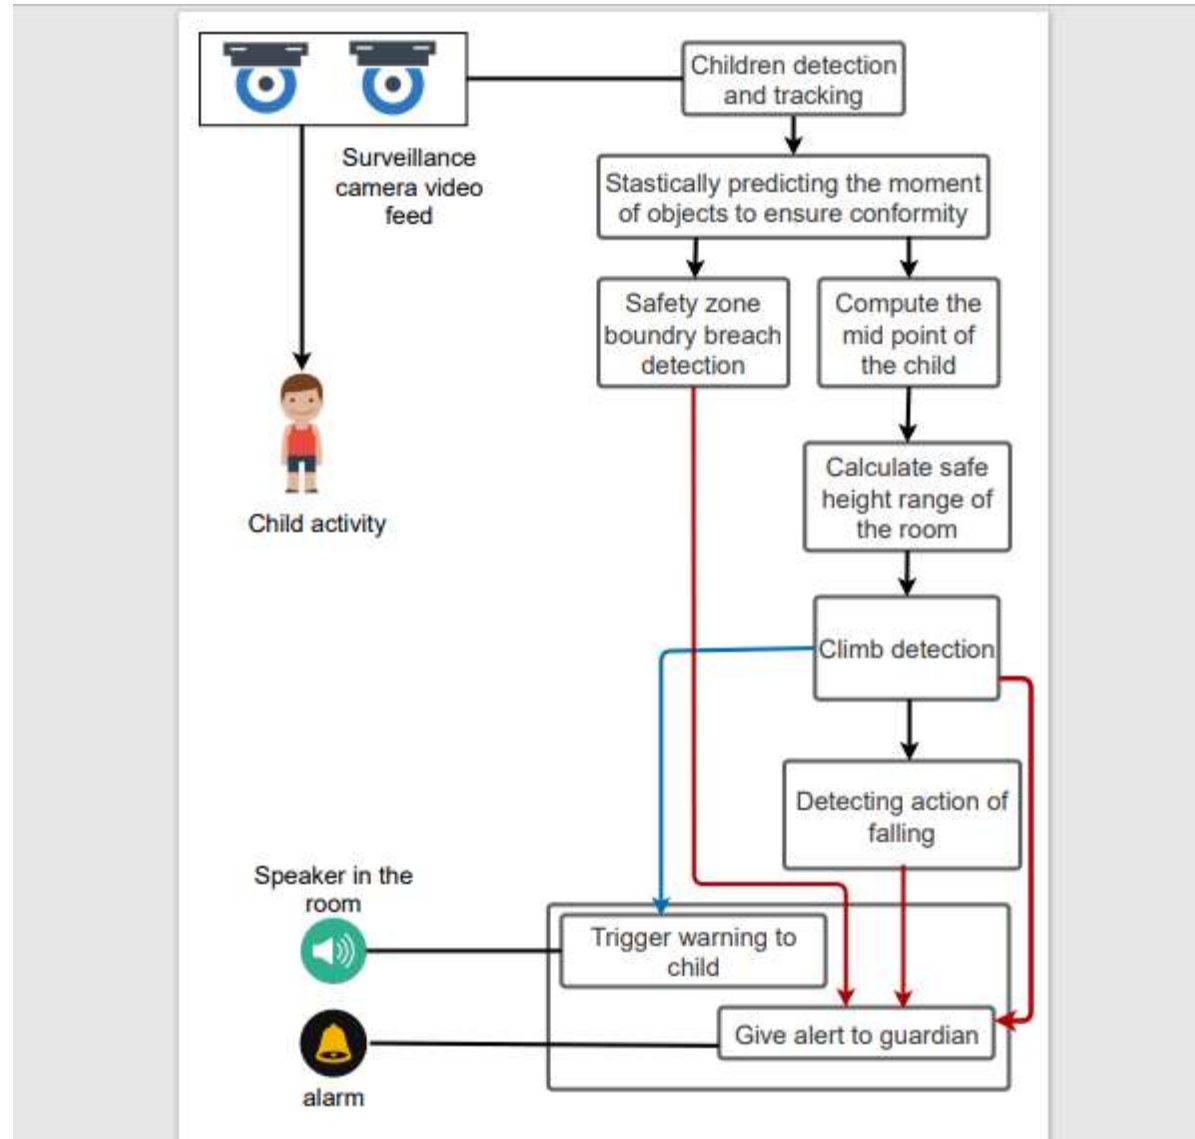 Children detection
and tracking
Surveillance
camera video
feed
Stastically predicting the moment
of objects to ensure conformity
Safety zone
boundry breach
detection
Compute the
mid point of
the child
Calculate safe
height range of
the room
Child activity
Climb detection
Detecting action of
falling
Speaker in the
room
Trigger warning to
child
Give alert to guardian
alarm